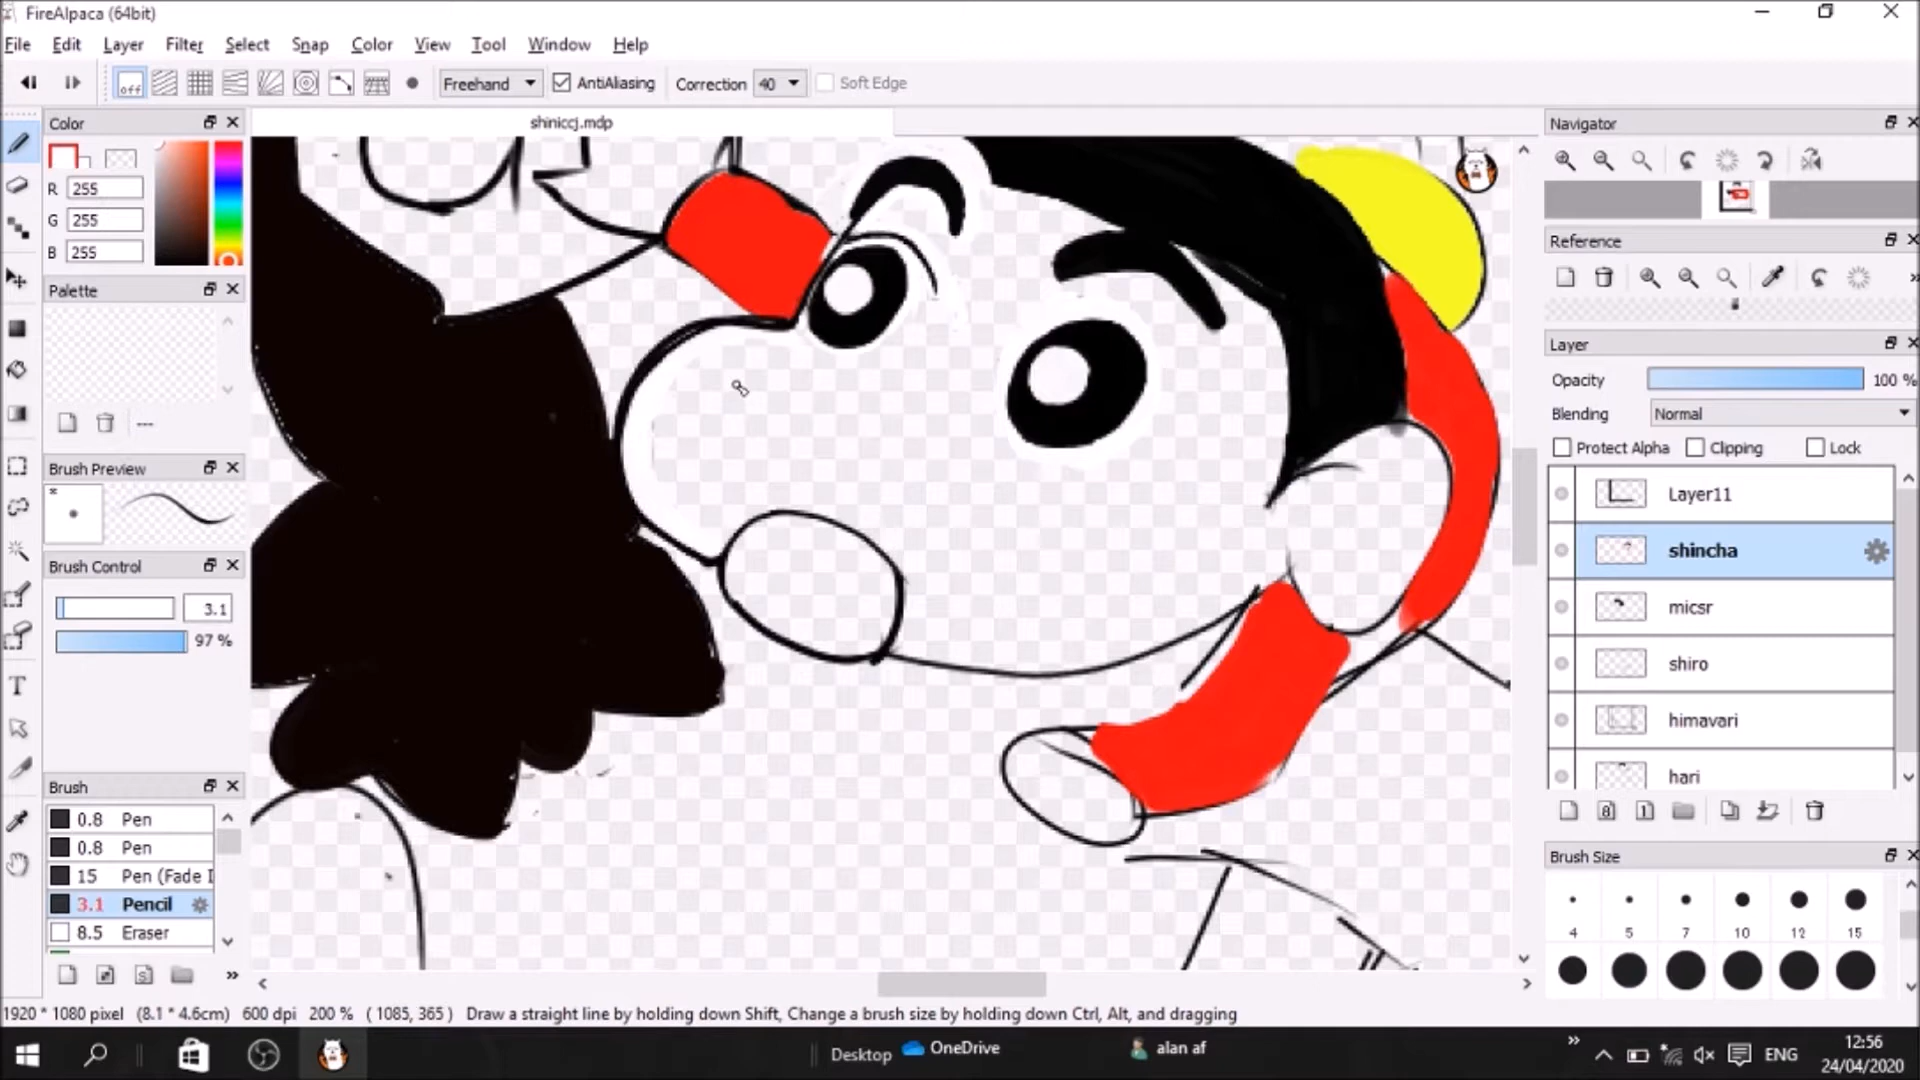 FireAlpaca (64bit)
File Edit Layer Filter Select Snap Color View Tool Window Help
off Freehand AntiAliasing Correction 40 Soft Edge
Color
shiniccj.mdp
Navigator
R 255
G 255
B 255
Reference
Palette
Layer
Opacity 100 %
Blending Normal
Protect Alpha Clipping Lock
Brush Preview
Layer11
shincha
Brush Control
3.1
micsr
97 %
shiro
himavari
hari
Brush
0.8 Pen
0.8 Pen
15 Pen (Fade I
3.1 Pencil
8.5 Eraser
Brush Size
4 5 7 10 12 15
1920 * 1080 pixel (8.1 * 4.6cm) 600 dpi 200 % ( 1085, 365 ) Draw a straight line by holding down Shift, Change a brush size by holding down Ctrl, Alt, and dragging
Desktop OneDrive alan af ENG
12:56
24/04/2020